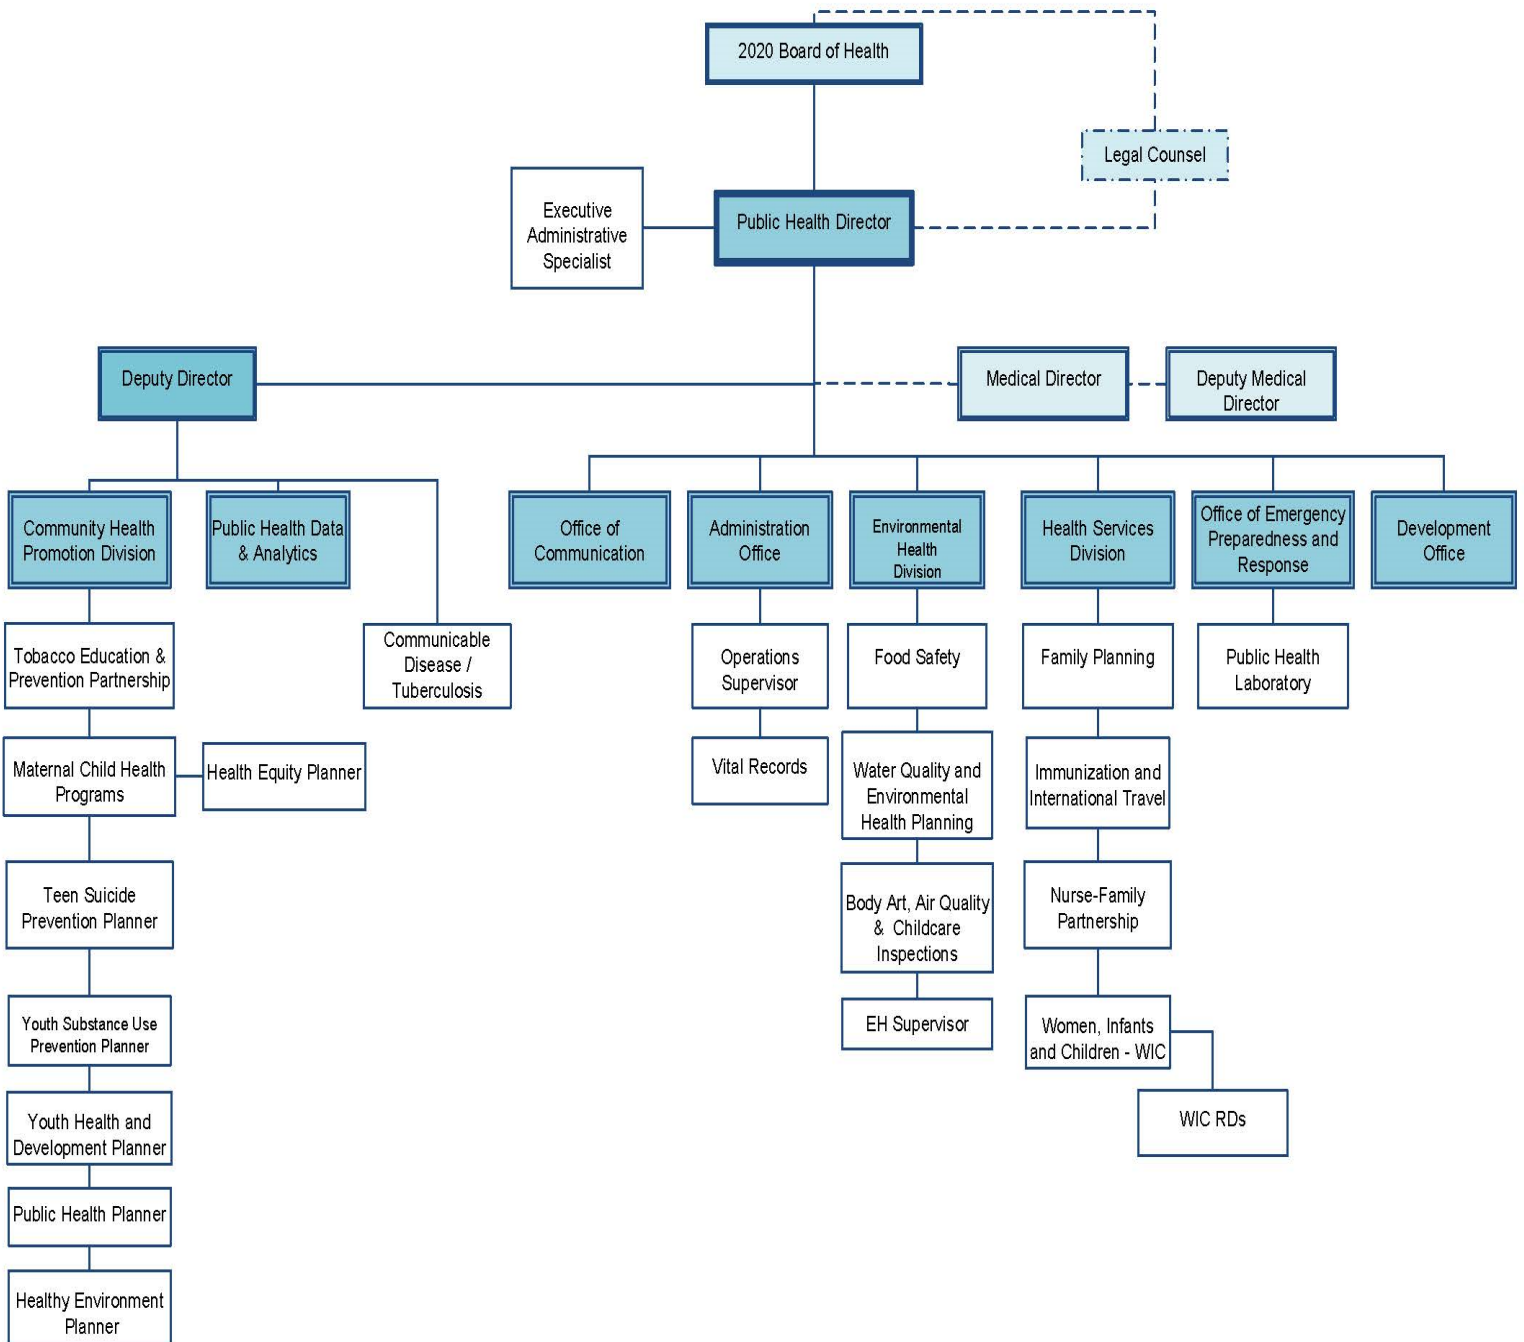 2020 Board of Health
Legal Counsel
Executive
Administrative
Specialist
Public Health Director
Deputy Director
Medical Director
Deputy Medical
Director
Community Health
Promotion Division
Public Health Data
& Analytics
Office of
Communication
Administration
Office
Environmental
Health
Division
Health Services
Division
Office of Emergency
Preparedness and
Response
Development
Office
Tobacco Education &
Prevention Partnership
Communicable
Disease /
Tuberculosis
Operations
Supervisor
Food Safety
Family Planning
Public Health
Laboratory
Maternal Child Health
Programs
Health Equity Planner
Vital Records
Water Quality and
Environmental
Health Planning
Immunization and
International Travel
Teen Suicide
Prevention Planner
Body Art, Air Quality
& Childcare
Inspections
Nurse-Family
Partnership
Youth Substance Use
Prevention Planner
EH Supervisor
Women, Infants
and Children - WIC
Youth Health and
Development Planner
WIC RDs
Public Health Planner
Healthy Environment
Planner